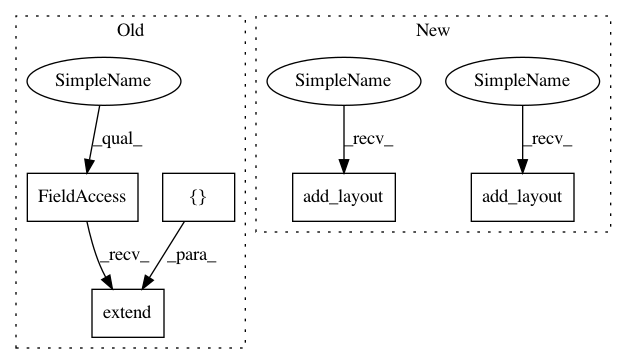 Old
New
SimpleName
SimpleName
SimpleName
_qual_
_recv_
_recv_
FieldAccess
{}
add_layout
add_layout
_recv_
_para_
extend